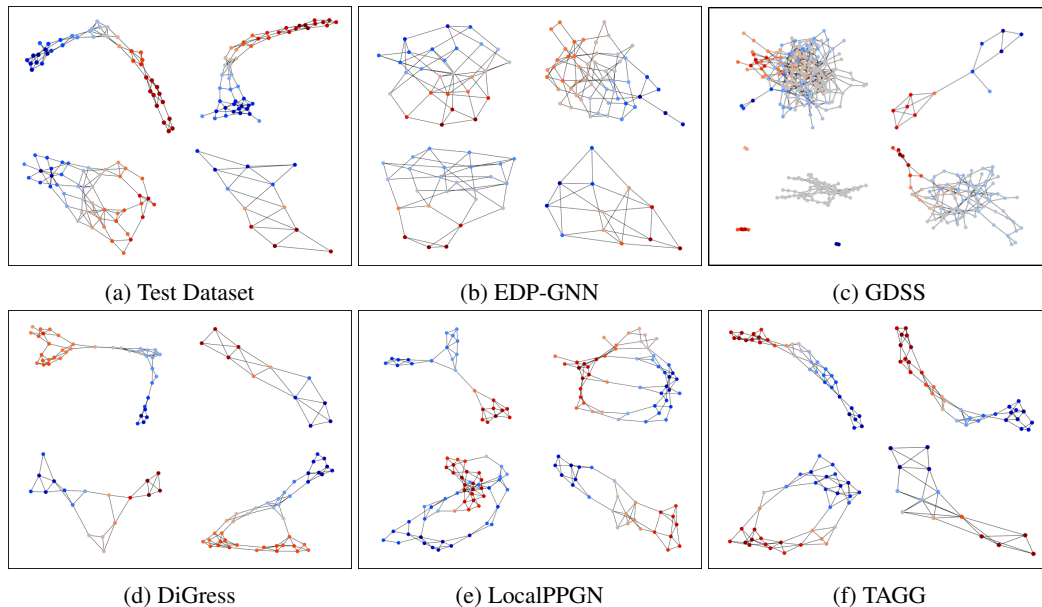 (a) Test Dataset
(b) EDP-GNN
(c) GDSS
(d) DiGress
(e) LocalPPGN
(f) TAGG